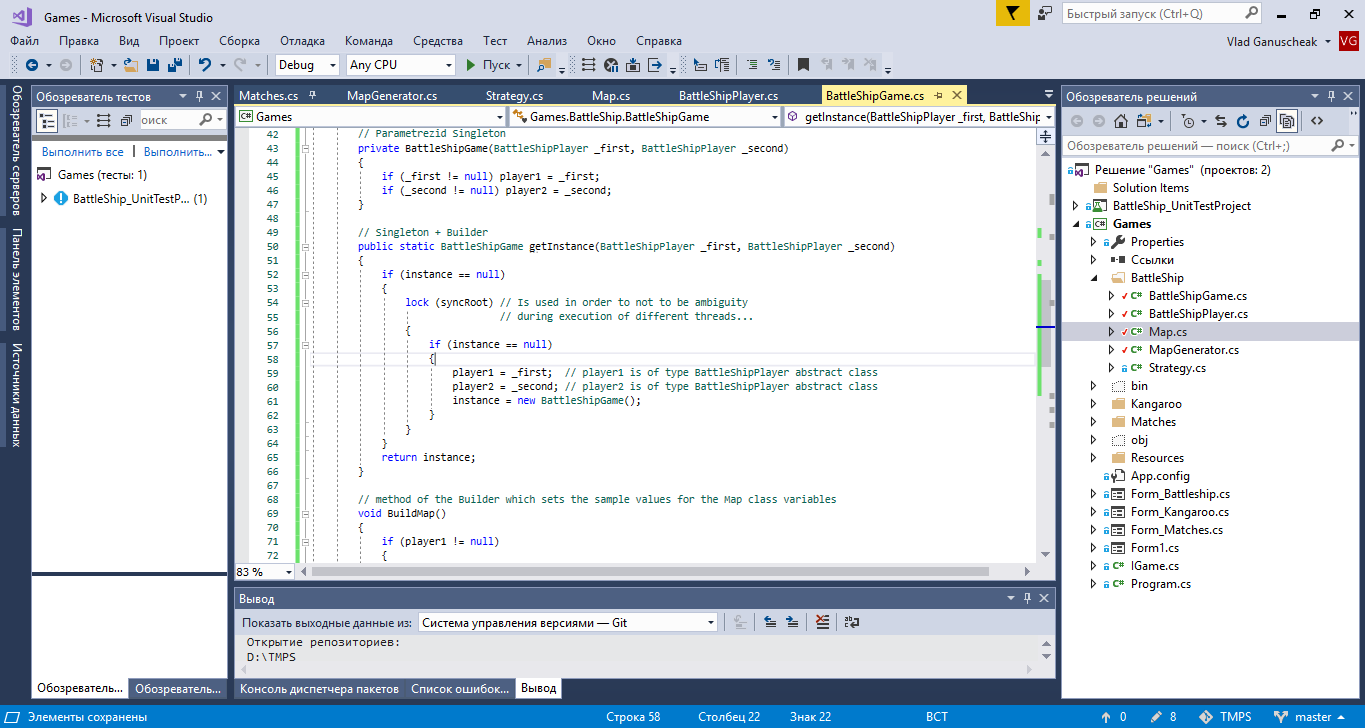 Games - Microsoft Visual Studio
Быстрый запуск (Ctrl+Q)
Файл Правка Вид Проект Сборка Отладка Команда Средства Тест Анализ Окно Справка
Vlad Ganuscheak VG
Debug Any CPU Пуск
Обозреватель серверов
Панель элементов
Источники данных
Обозреватель тестов
оиск
Выполнить все Выполнить...
Games (тесты: 1)
BattleShip_UnitTestP... (1)
Обозреватель... Обозреватель...
Matches.cs MapGenerator.cs Strategy.cs Map.cs BattleShipPlayer.cs BattleShipGame.cs
Games Games.BattleShip.BattleShipGame getInstance(BattleShipPlayer _first, BattleShip
42 // Parametrezid Singleton
43 private BattleShipGame(BattleShipPlayer _first, BattleShipPlayer _second)
44 {
45 if (_first != null) player1 = _first;
46 if (_second != null) player2 = _second;
47 }
48
49 // Singleton + Builder
50 public static BattleShipGame getInstance(BattleShipPlayer _first, BattleShipPlayer _second)
51 {
52 if (instance == null)
53 {
54 lock (syncRoot) // Is used in order to not to be ambiguity
55 // during execution of different threads...
56 {
57 if (instance == null)
58 {
59 player1 = _first; // player1 is of type BattleShipPlayer abstract class
60 player2 = _second; // player2 is of type BattleShipPlayer abstract class
61 instance = new BattleShipGame();
62 }
63 }
64 }
65 return instance;
66 }
67
68 // method of the Builder which sets the sample values for the Map class variables
69 void BuildMap()
70 {
71 if (player1 != null)
72 {
83 %
Вывод
Показать выходные данные из: Система управления версиями — Git
Открытие репозиториев:
D:\TMPS
Консоль диспетчера пакетов Список ошибок... Вывод
Обозреватель решений
Обозреватель решений — поиск (Ctrl+;)
Решение "Games" (проектов: 2)
Solution Items
BattleShip_UnitTestProject
Games
Properties
Ссылки
BattleShip
BattleShipGame.cs
BattleShipPlayer.cs
Map.cs
MapGenerator.cs
Strategy.cs
bin
Kangaroo
Matches
obj
Resources
App.config
Form_Battleship.cs
Form_Kangaroo.cs
Form_Matches.cs
Form1.cs
IGame.cs
Program.cs
Элементы сохранены Строка 58 Столбец 22 Знак 22 ВСТ 0 8 TMPS master